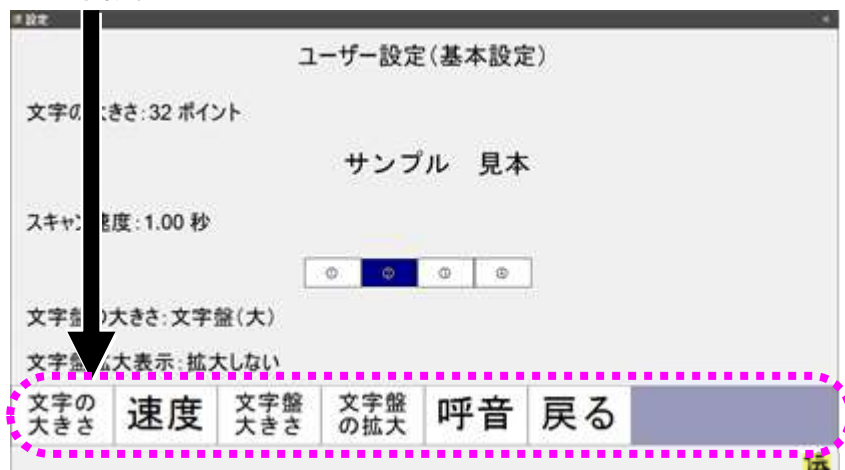 設定
ユーザー設定(基本設定)
文字の きさ:32 ポイント
サンプル 見本
スキャン 速度:1.00 秒
① ② ③ ④
文字盤の大きさ:文字盤(大)
文字盤拡大表示:拡大しない
文字の
大きさ
速度
文字盤
大きさ
文字盤
の拡大
呼音
戻る